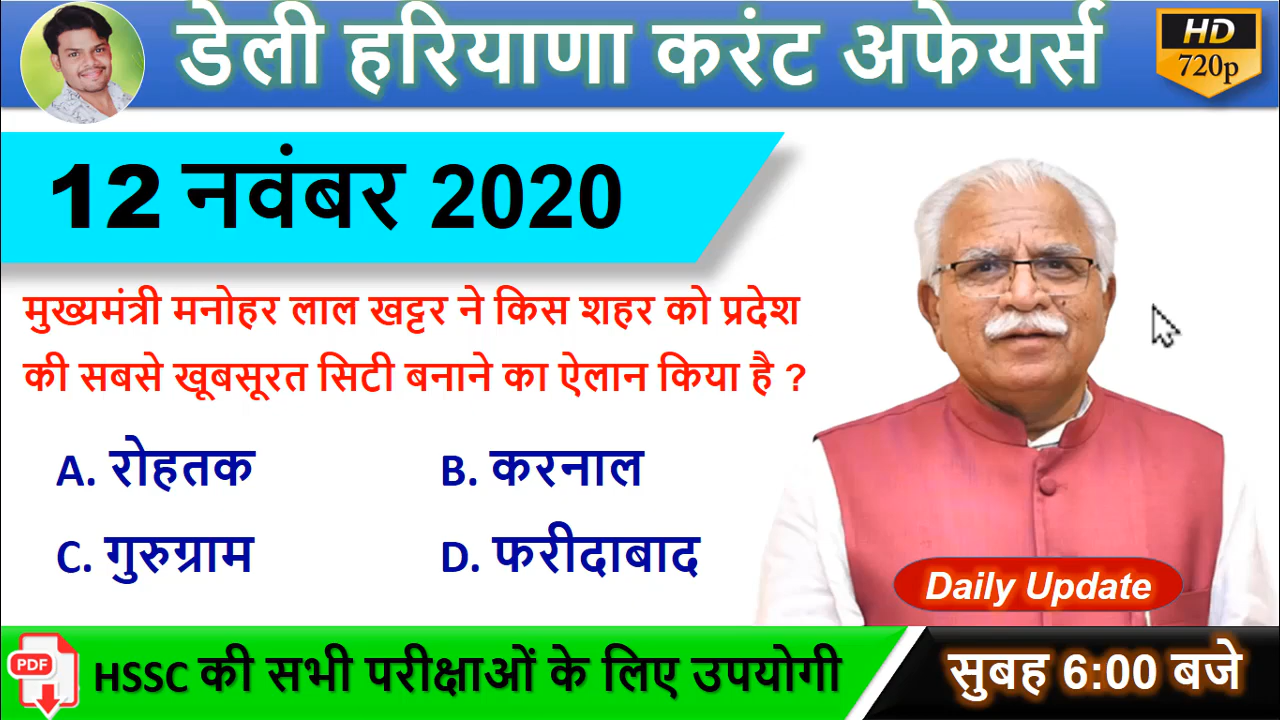 डेली हरियाणा करंट अफेयर्स
HD
720p
12 नवंबर 2020
मुख्यमंत्री मनोहर लाल खट्टर ने किस शहर को प्रदेश
की सबसे खूबसूरत सिटी बनाने का ऐलान किया है ?
A. रोहतक B. करनाल
C. गुरुग्राम D. फरीदाबाद
Daily Update
PDF
HSSC की सभी परीक्षाओं के लिए उपयोगी
सुबह 6:00 बजे